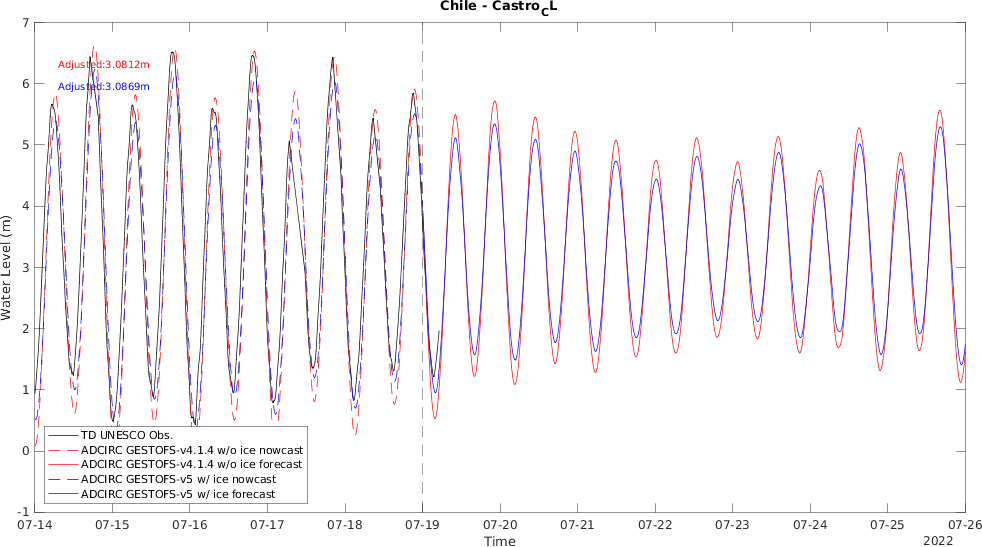 Chile - Castro_CL
7
6
5
4
3
2
1
0
-1
Water Level (m)
Adjusted:3.0812m
Adjusted:3.0869m
TD UNESCO Obs.
ADCIRC GESTOFS-v4.1.4 w/o ice nowcast
ADCIRC GESTOFS-v4.1.4 w/o ice forecast
ADCIRC GESTOFS-v5 w/ ice nowcast
ADCIRC GESTOFS-v5 w/ ice forecast
07-14 07-15 07-16 07-17 07-18 07-19 07-20 07-21 07-22 07-23 07-24 07-25 07-26
Time
2022